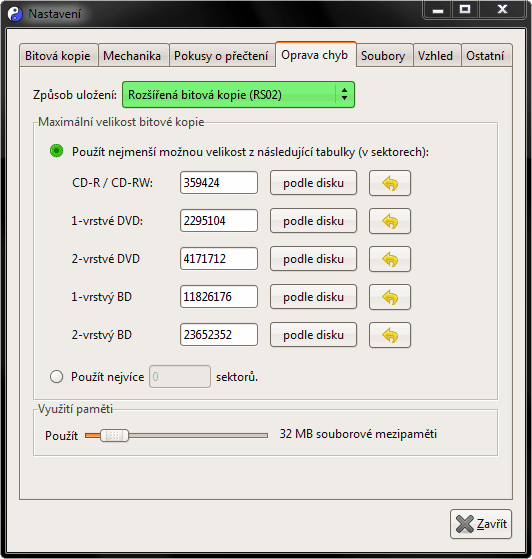 Nastavení
Bitová kopie Mechanika Pokusy o přečtení Oprava chyb Soubory Vzhled Ostatní
Způsob uložení: Rozšířená bitová kopie (RS02)
Maximální velikost bitové kopie
Použít nejmenší možnou velikost z následující tabulky (v sektorech):
CD-R / CD-RW: 359424 podle disku
1-vrstvé DVD: 2295104 podle disku
2-vrstvé DVD 4171712 podle disku
1-vrstvý BD 11826176 podle disku
2-vrstvý BD 23652352 podle disku
Použít nejvíce 0 sektorů.
Využití paměti
Použít 32 MB souborové mezipaměti
Zavřít